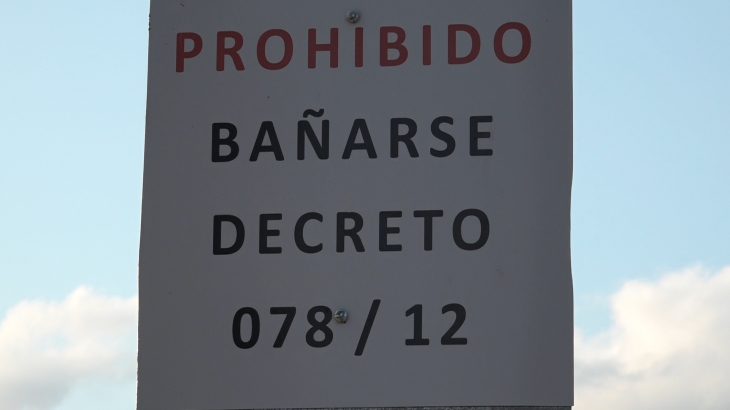 PROHIBIDO
BAÑARSE
DECRETO
078 / 12